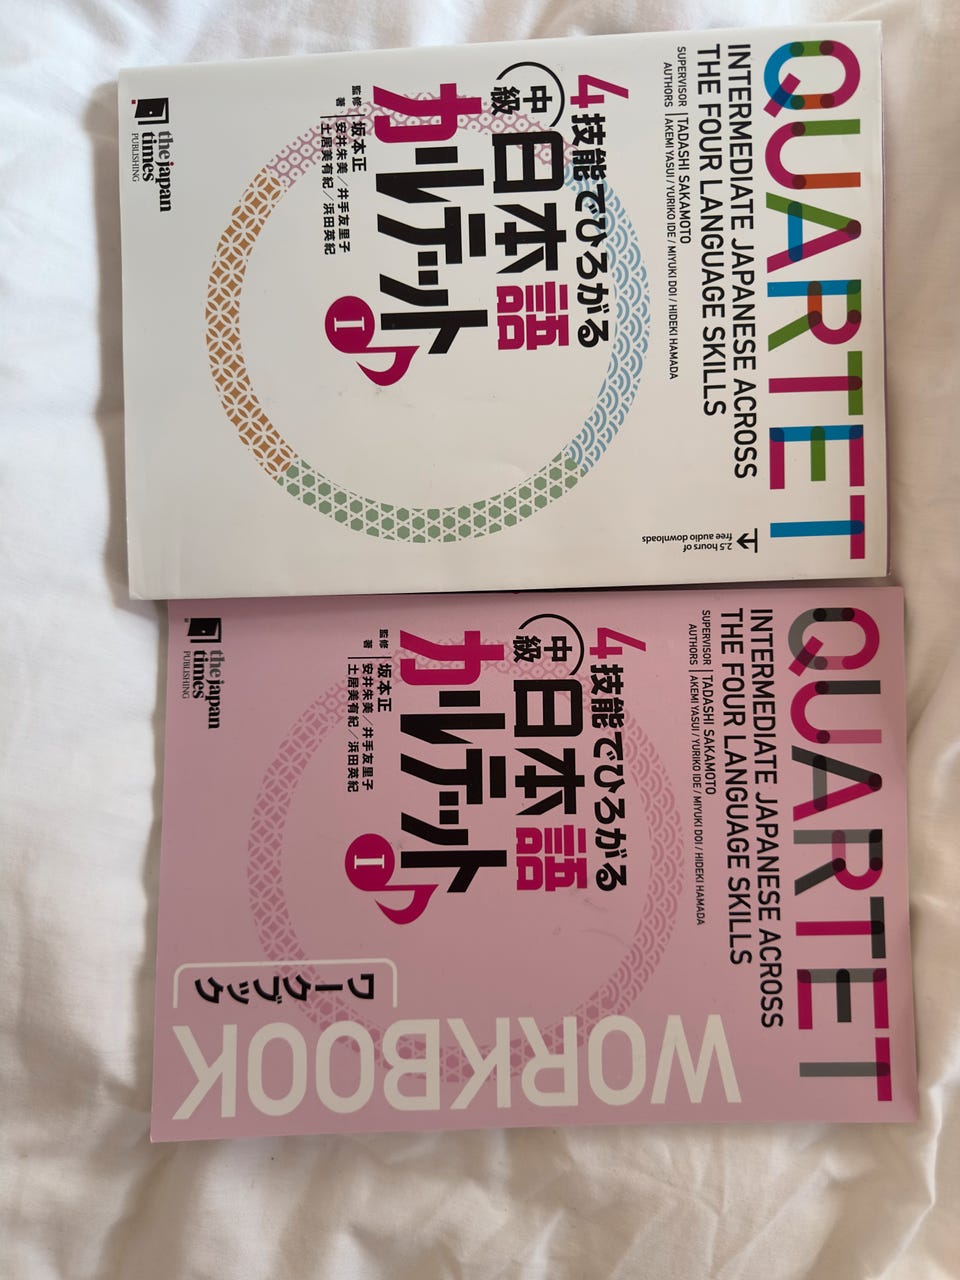 QUARTET
INTERMEDIATE JAPANESE ACROSS
THE FOUR LANGUAGE SKILLS
SUPERVISOR | TADASHI SAKAMOTO
AUTHORS | AKEMI YASUI / YURIKO IDE / MIYUKI DOI / HIDEKI HAMADA
4技能でひろがる
中級
日本語
カルテット
I
監修 | 坂本正
著 | 安井朱美/井手友里子
土居美有紀/浜田英紀
2.5 hours of
free audio downloads
the japan
times
PUBLISHING
QUARTET
INTERMEDIATE JAPANESE ACROSS
THE FOUR LANGUAGE SKILLS
SUPERVISOR | TADASHI SAKAMOTO
AUTHORS | AKEMI YASUI / YURIKO IDE / MIYUKI DOI / HIDEKI HAMADA
4技能でひろがる
中級
日本語
カルテット
I
監修 | 坂本正
著 | 安井朱美/井手友里子
土居美有紀/浜田英紀
WORKBOOK
ワークブック
the japan
times
PUBLISHING